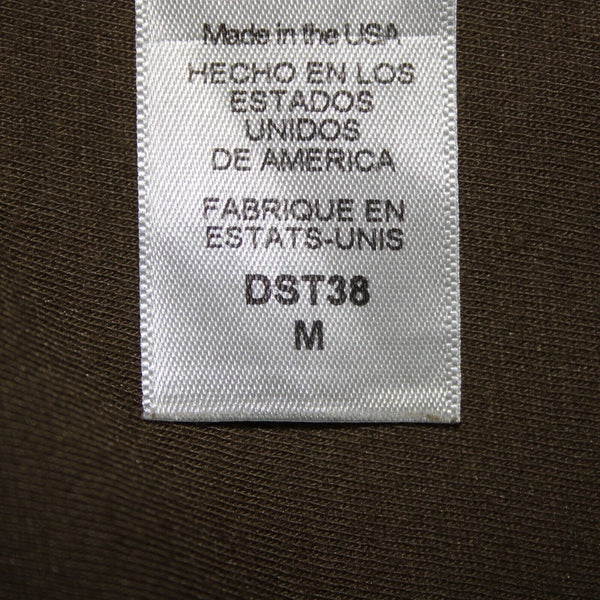 Made in the USA
HECHO EN LOS
ESTADOS
UNIDOS
DE AMERICA
FABRIQUE EN
ESTATS-UNIS
DST38
M